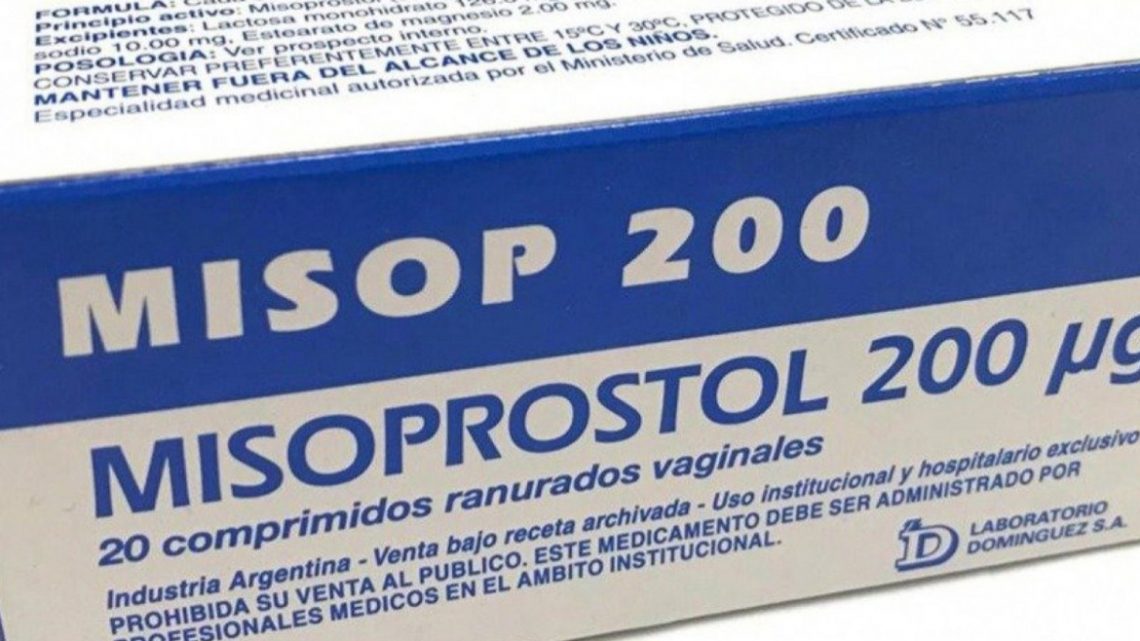 FORMULA: Cada
Principio activo: Misoprostol
Excipientes: Lactosa monohidrato
sodio 10.00 mg, Estearato de magnesio 2.00 mg.
POSOLOGIA: Ver prospecto interno.
CONSERVAR PREFERENTEMENTE ENTRE 15ºC Y 30ºC, PROTEGIDO DE LA
MANTENER FUERA DEL ALCANCE DE LOS NIÑOS.
Especialidad medicinal autorizada por el Ministerio de Salud. Certificado N° 55.117
MISOP 200
MISOPROSTOL 200 µg
20 comprimidos ranurados vaginales
Industria Argentina - Venta bajo receta archivada - Uso institucional y hospitalario exclusivo
PROHIBIDA SU VENTA AL PUBLICO. ESTE MEDICAMENTO DEBE SER ADMINISTRADO POR
PROFESIONALES MEDICOS EN EL AMBITO INSTITUCIONAL.
LABORATORIO
DOMINGUEZ S.A.